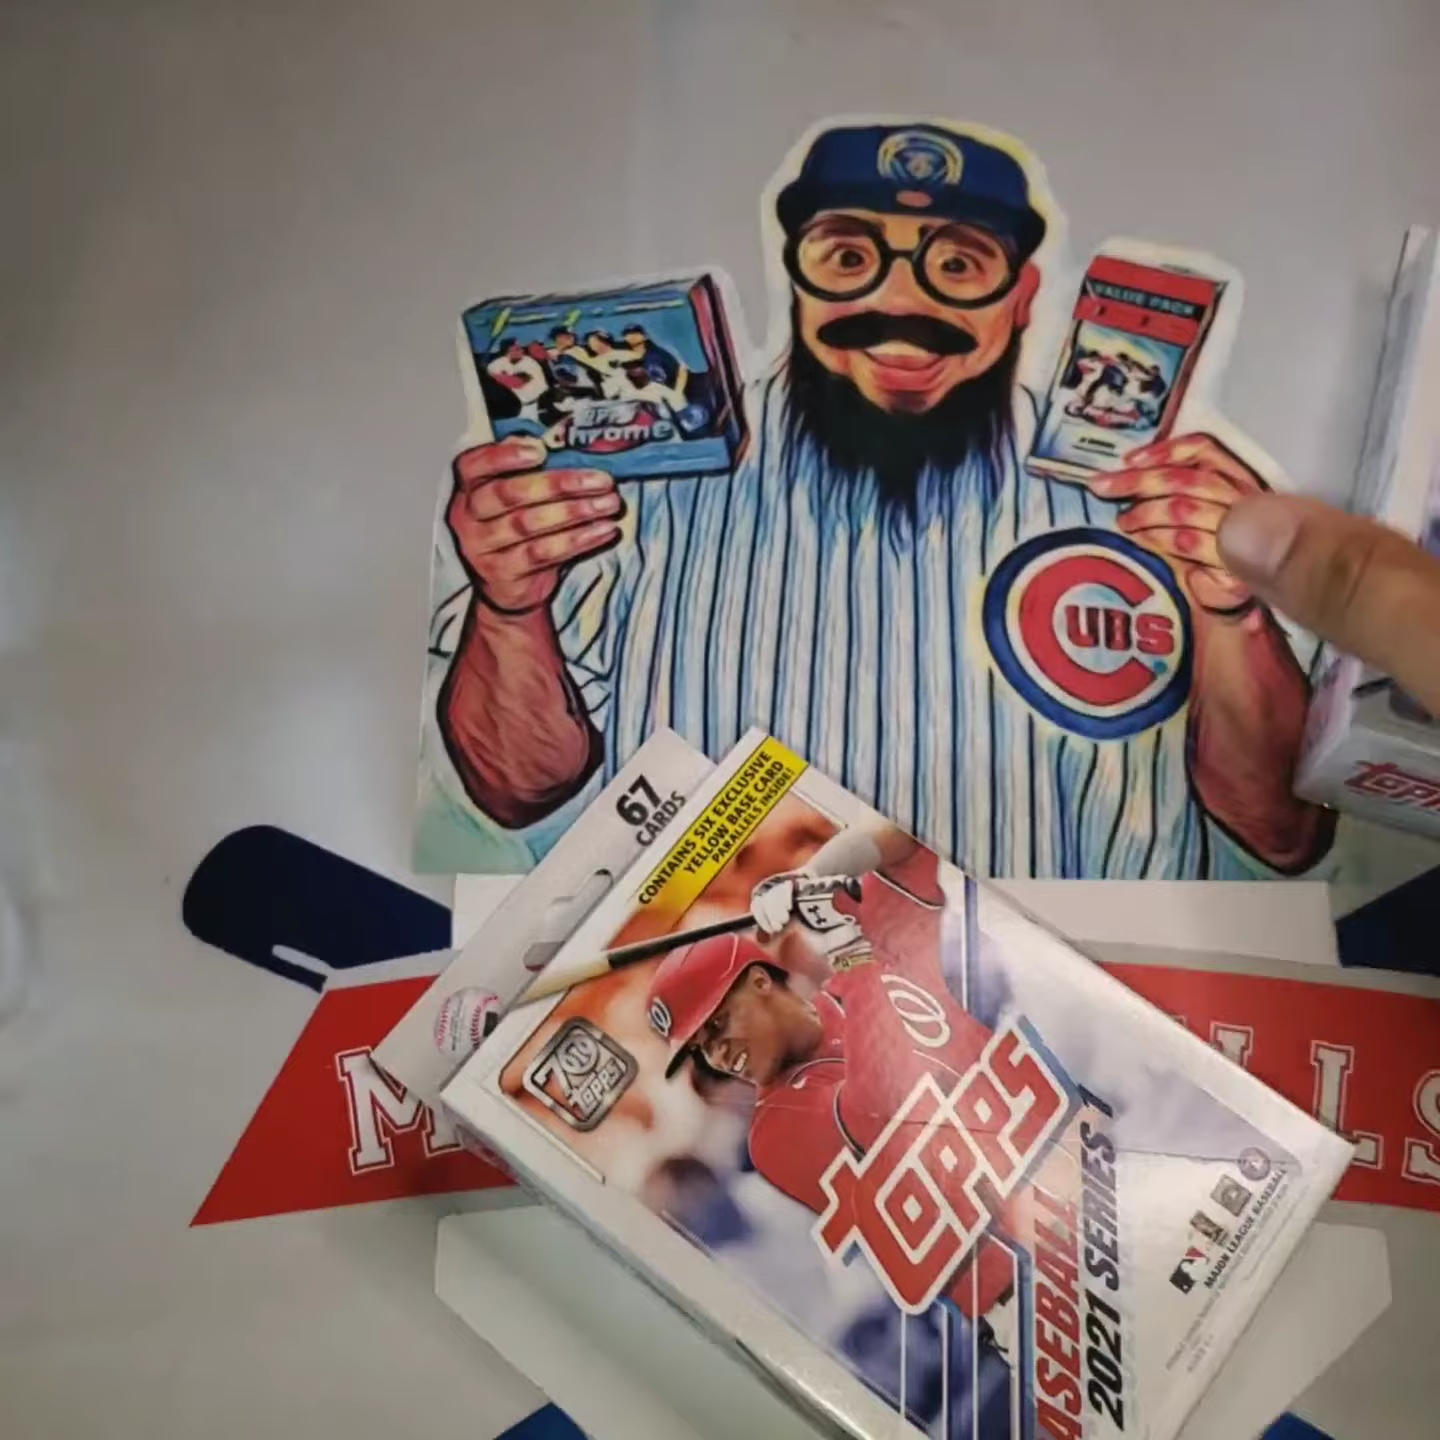 VALUE PACK
TOPPS
Chrome
CUBS
67
CARDS
CONTAINS SIX EXCLUSIVE
YELLOW BASE CARD
PARALLELS INSIDE!
70
TOPPS
TOPPS
BASEBALL
2021 SERIES 1
MAJOR LEAGUE BASEBALL
M
LLS